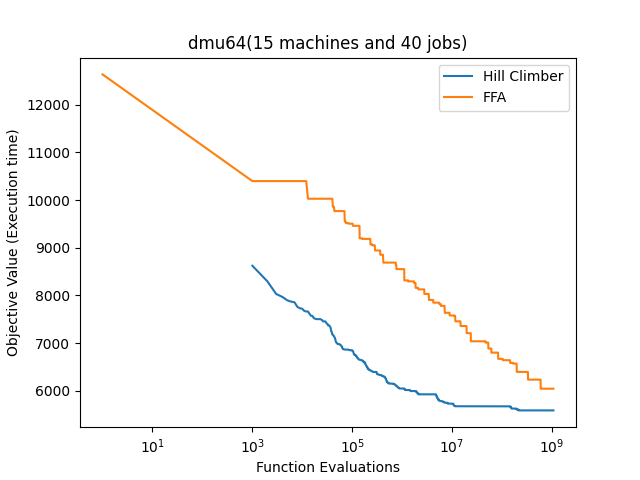 dmu64(15 machines and 40 jobs)
Hill Climber
FFA
Objective Value (Execution time)
12000
11000
10000
9000
8000
7000
6000
10^1
10^3
10^5
10^7
10^9
Function Evaluations